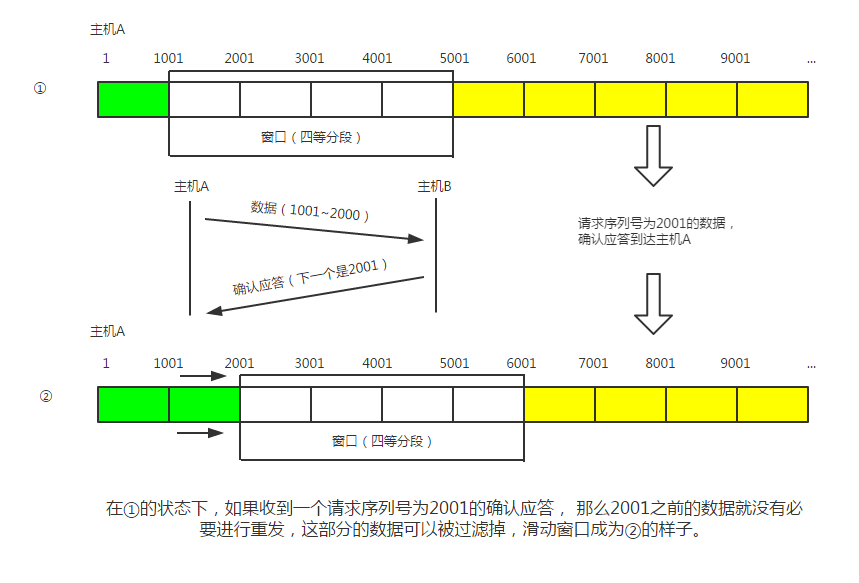 主机A
1 1001 2001 3001 4001 5001 6001 7001 8001 9001 ...
①
窗口（四等分段）
主机A 主机B
数据（1001~2000）
请求序列号为2001的数据，
确认应答到达主机A
确认应答（下一个是2001）
主机A
1 1001 2001 3001 4001 5001 6001 7001 8001 9001 ...
②
窗口（四等分段）
在①的状态下，如果收到一个请求序列号为2001的确认应答， 那么2001之前的数据就没有必
要进行重发，这部分的数据可以被过滤掉，滑动窗口成为②的样子。